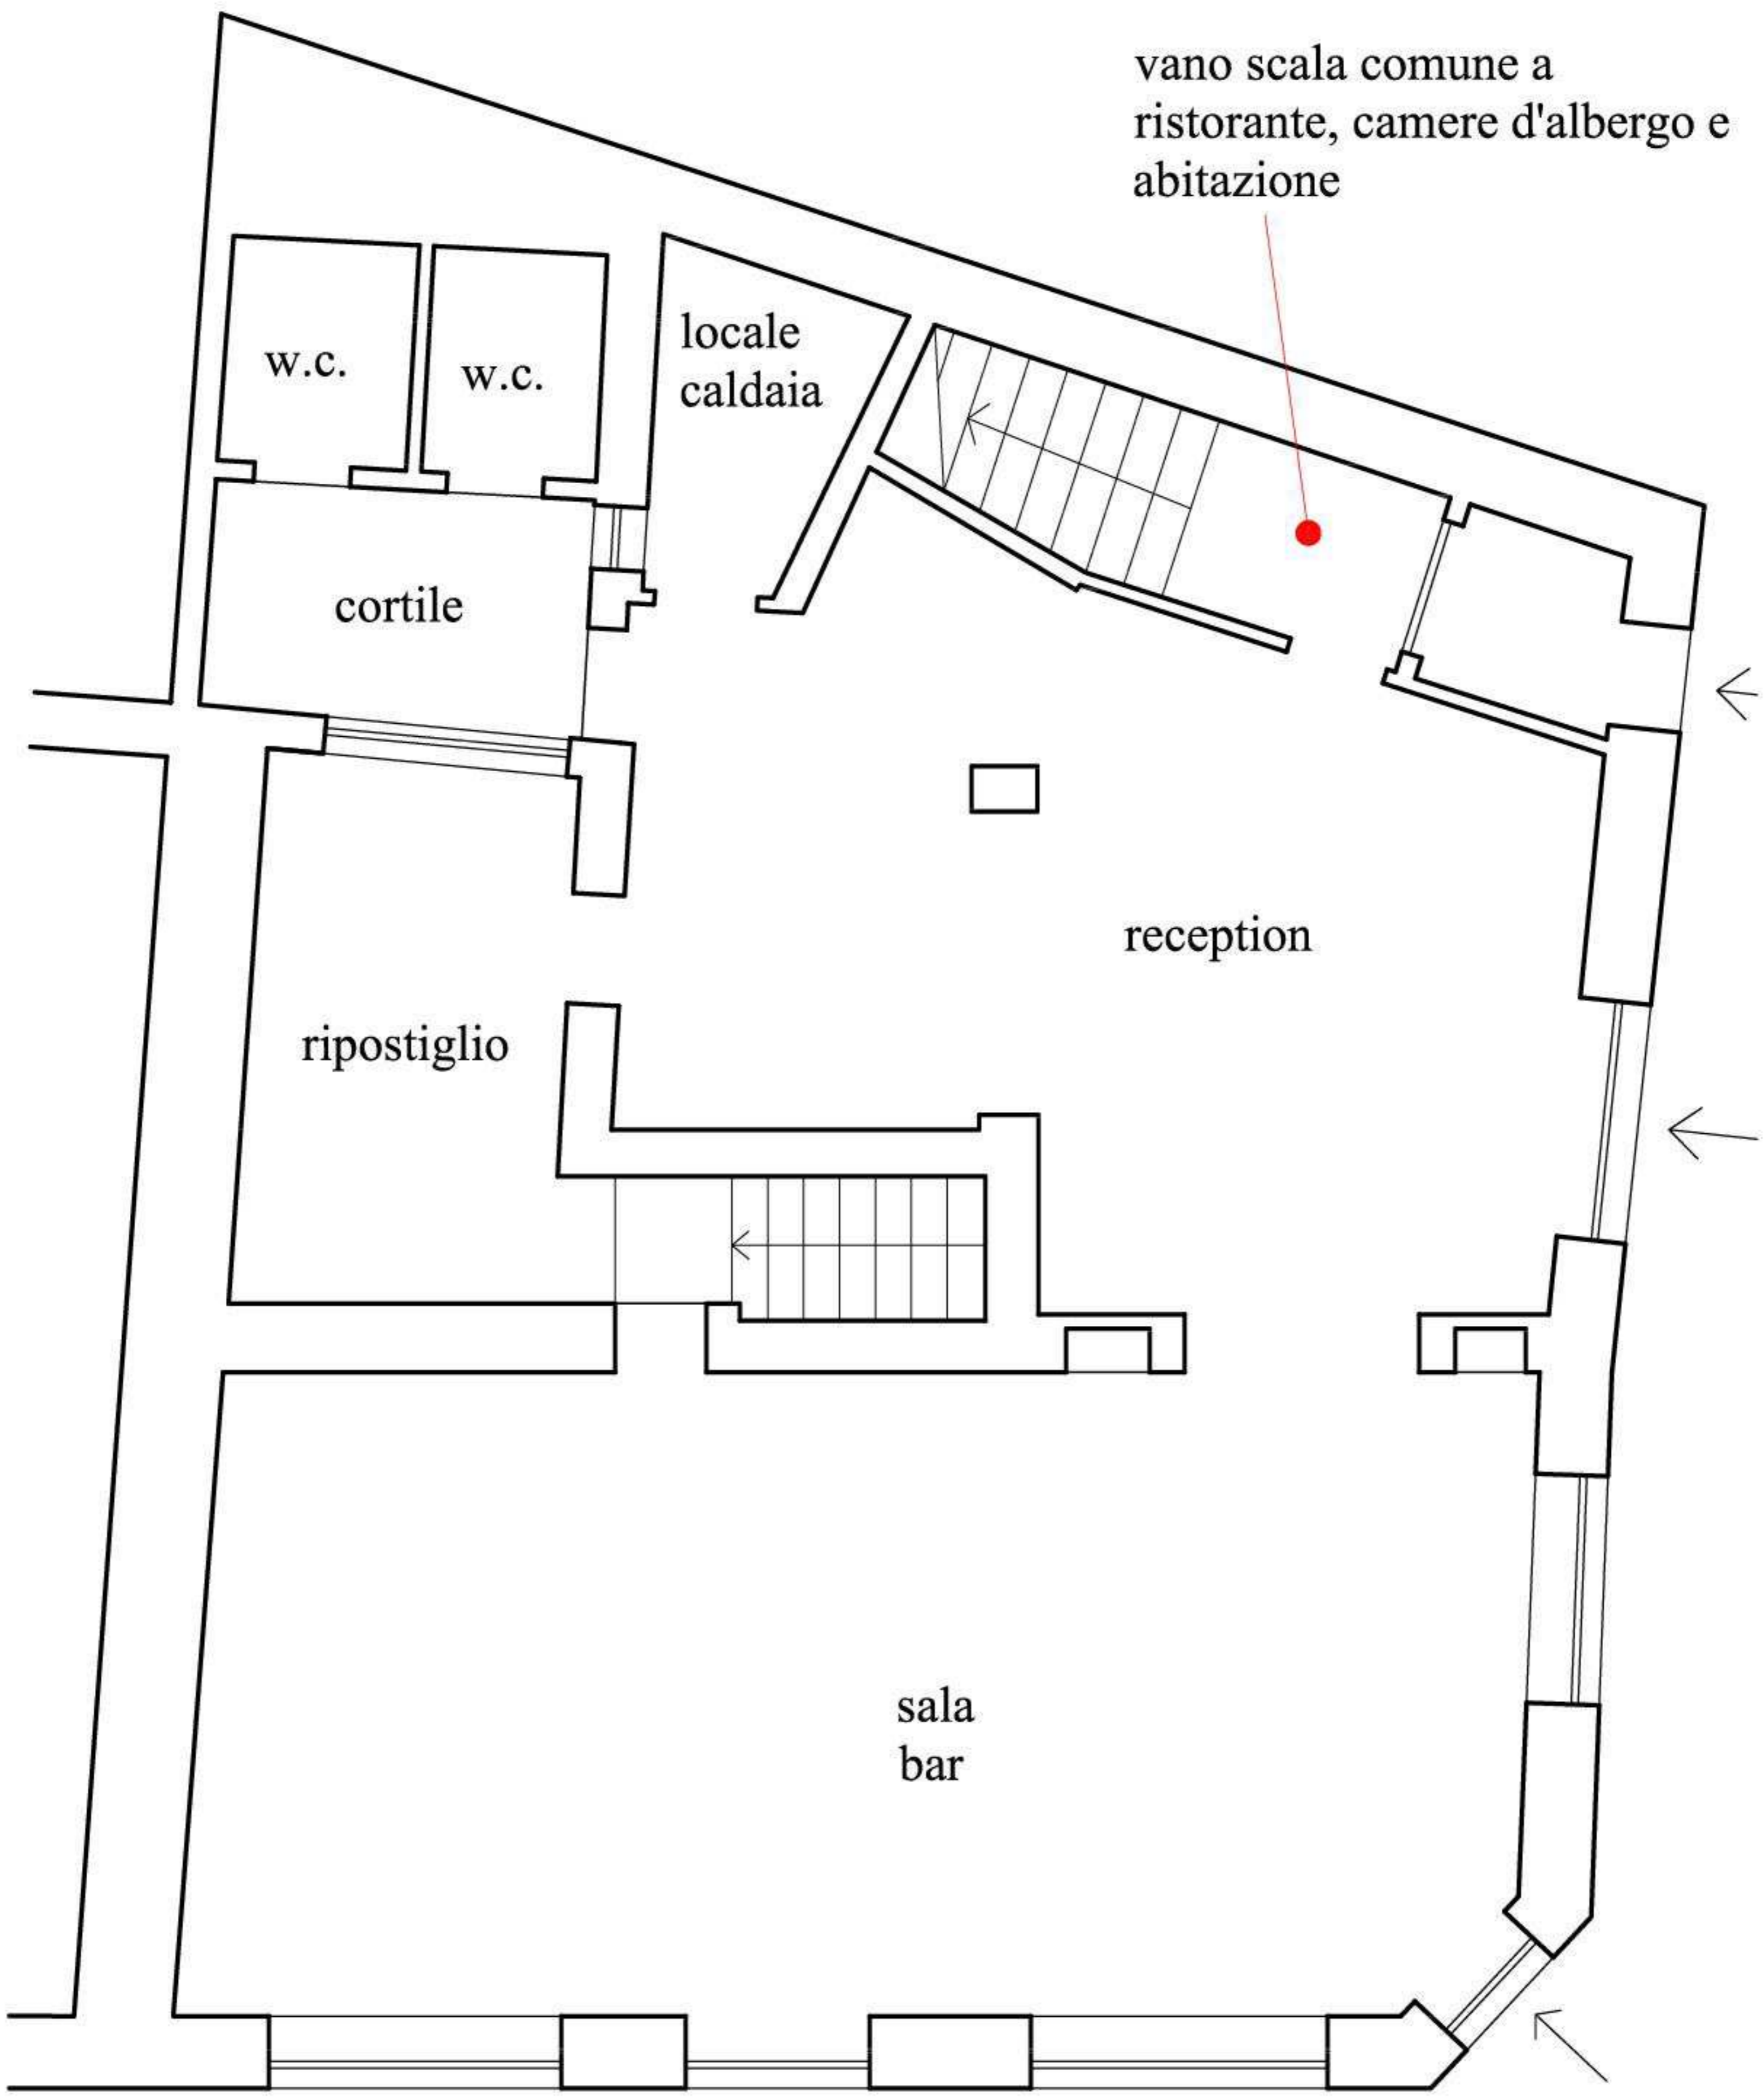 vano scala comune a
ristorante, camere d'albergo e
abitazione
w.c.
w.c.
locale
caldaia
cortile
reception
ripostiglio
sala
bar